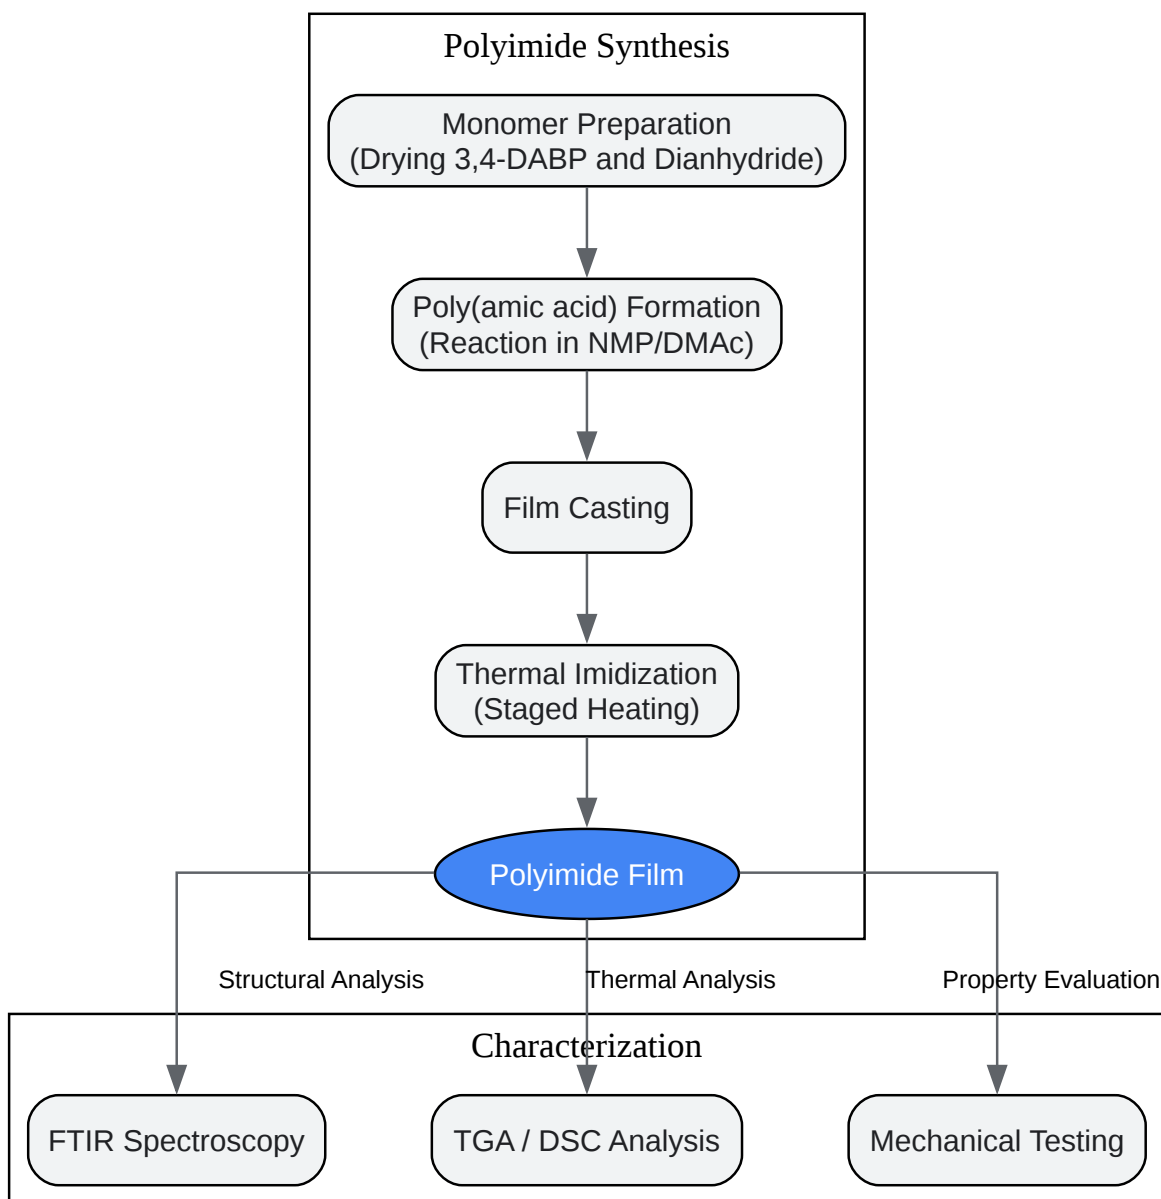 Polyimide Synthesis
Monomer Preparation
(Drying 3,4-DABP and Dianhydride)
Poly(amic acid) Formation
(Reaction in NMP/DMAc)
Film Casting
Thermal Imidization
(Staged Heating)
Polyimide Film
Structural Analysis
Thermal Analysis
Property Evaluation
Characterization
FTIR Spectroscopy
TGA / DSC Analysis
Mechanical Testing